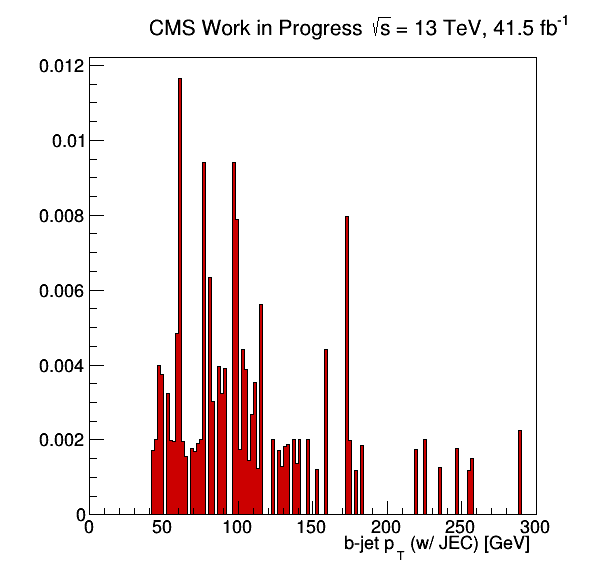 CMS Work in Progress √s = 13 TeV, 41.5 fb⁻¹
0.012
0.01
0.008
0.006
0.004
0.002
0
0 50 100 150 200 250 300
b-jet p_T (w/ JEC) [GeV]